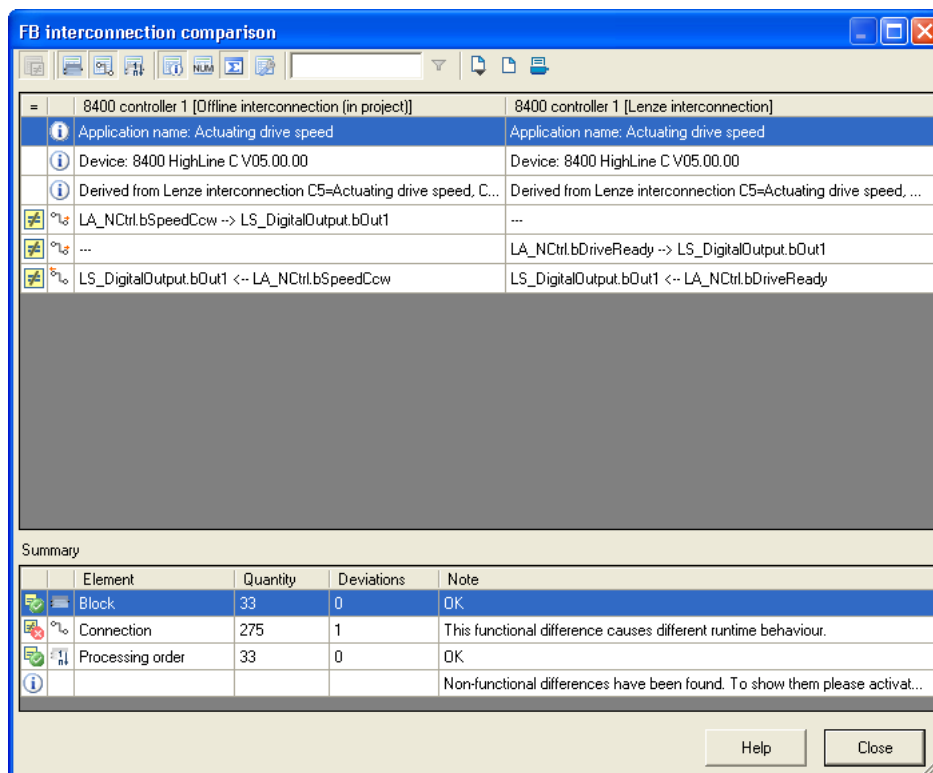 FB interconnection comparison
NUM
= 8400 controller 1 [Offline interconnection (in project)] 8400 controller 1 [Lenze interconnection]
Application name: Actuating drive speed Application name: Actuating drive speed
Device: 8400 HighLine C V05.00.00 Device: 8400 HighLine C V05.00.00
Derived from Lenze interconnection C5=Actuating drive speed, C... Derived from Lenze interconnection C5=Actuating drive speed, ...
LA_NCtrl.bSpeedCcw --> LS_DigitalOutput.bOut1 ---
--- LA_NCtrl.bDriveReady --> LS_DigitalOutput.bOut1
LS_DigitalOutput.bOut1 <-- LA_NCtrl.bSpeedCcw LS_DigitalOutput.bOut1 <-- LA_NCtrl.bDriveReady
Summary
Element Quantity Deviations Note
Block 33 0 OK
Connection 275 1 This functional difference causes different runtime behaviour.
Processing order 33 0 OK
Non-functional differences have been found. To show them please activat...
Help Close